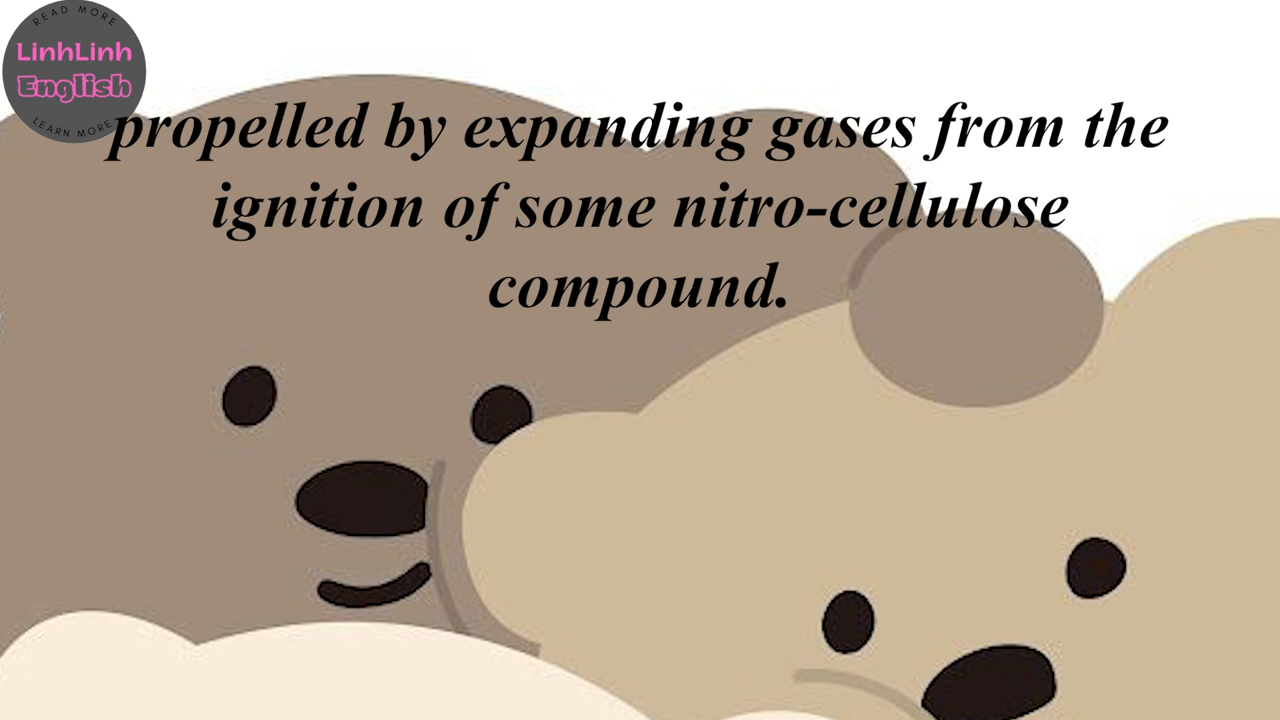 READ MORE
LinhLinh
English
LEARN MORE
propelled by expanding gases from the
ignition of some nitro-cellulose
compound.